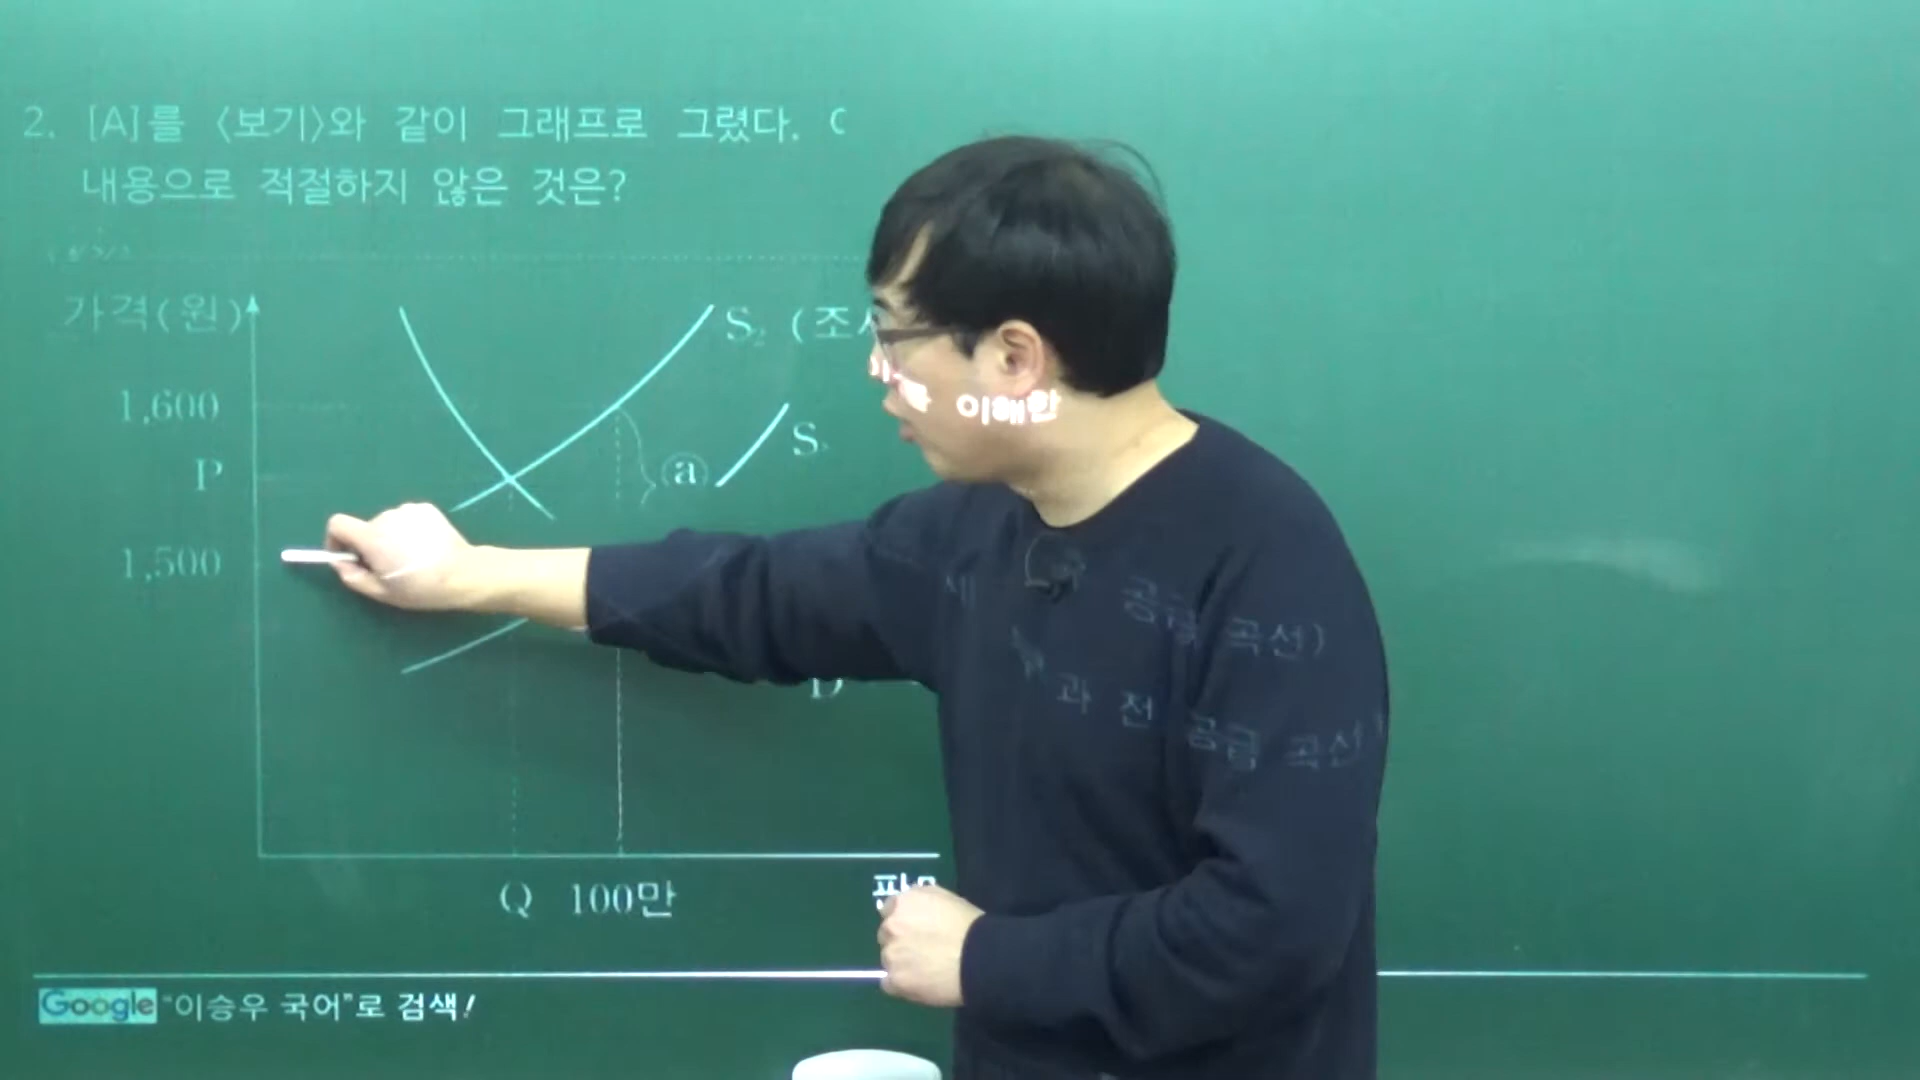 2. [A]를 〈보기〉와 같이 그래프로 그렸다.
내용으로 적절하지 않은 것은?
가격(원)
S₂ (조
1,600
이해한
S₁
P
ⓐ
1,500
세 공급 곡선)
과 전 공급 곡선)
D
Q 100만
판매
Google "이승우 국어"로 검색!